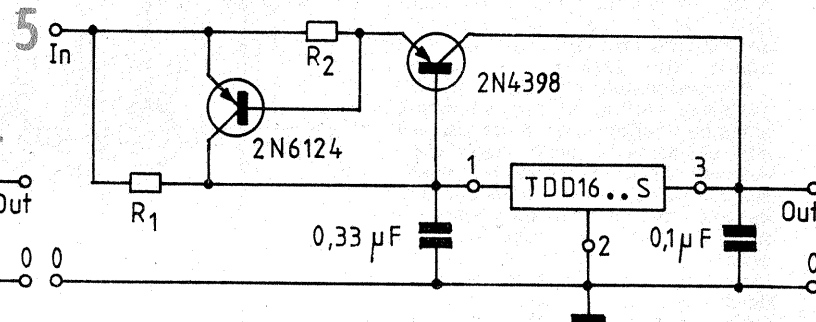 5
In
R2
2N4398
2N6124
1
TDD16..S
3
Out
R1
Out
0,33 µF
2
0,1µF
0
0
0